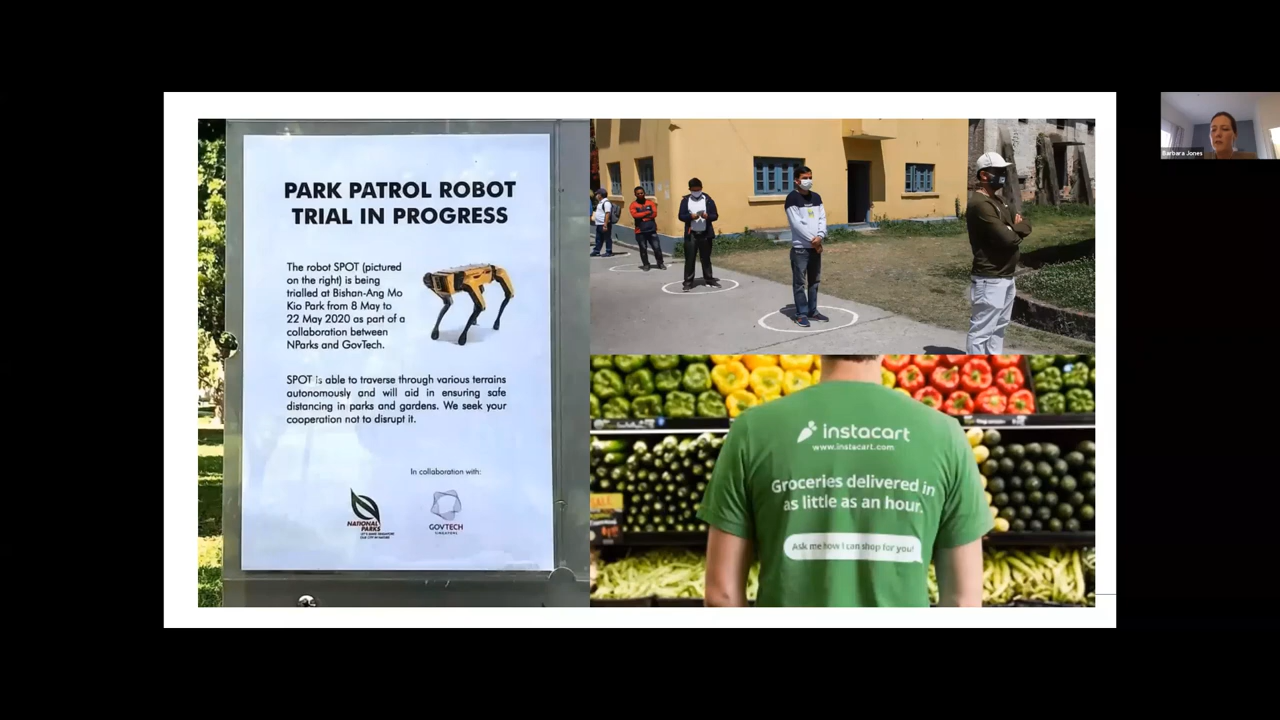 PARK PATROL ROBOT
TRIAL IN PROGRESS
The robot SPOT (pictured
on the right) is being
trialled at Bishan-Ang Mo
Kio Park from 8 May to
22 May 2020 as part of a
collaboration between
NParks and GovTech.
SPOT is able to traverse through various terrains
autonomously and will aid in ensuring safe
distancing in parks and gardens. We seek your
cooperation not to disrupt it.
In collaboration with:
NATIONAL
PARKS
GOVTECH
SINGAPORE
instacart
www.instacart.com
Groceries delivered in
as little as an hour.
Ask me how I can shop for you!
SALE
Barbara Jones